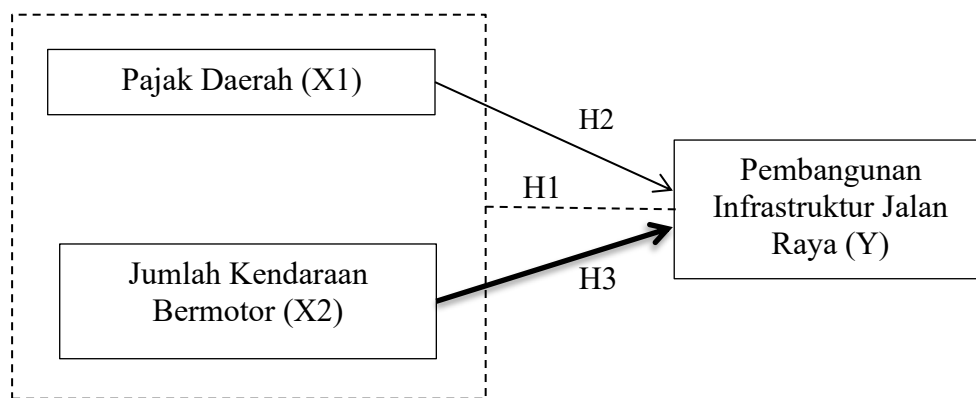 Pajak Daerah (X1)
H2
Pembangunan
Infrastruktur Jalan
Raya (Y)
H1
Jumlah Kendaraan
Bermotor (X2)
H3